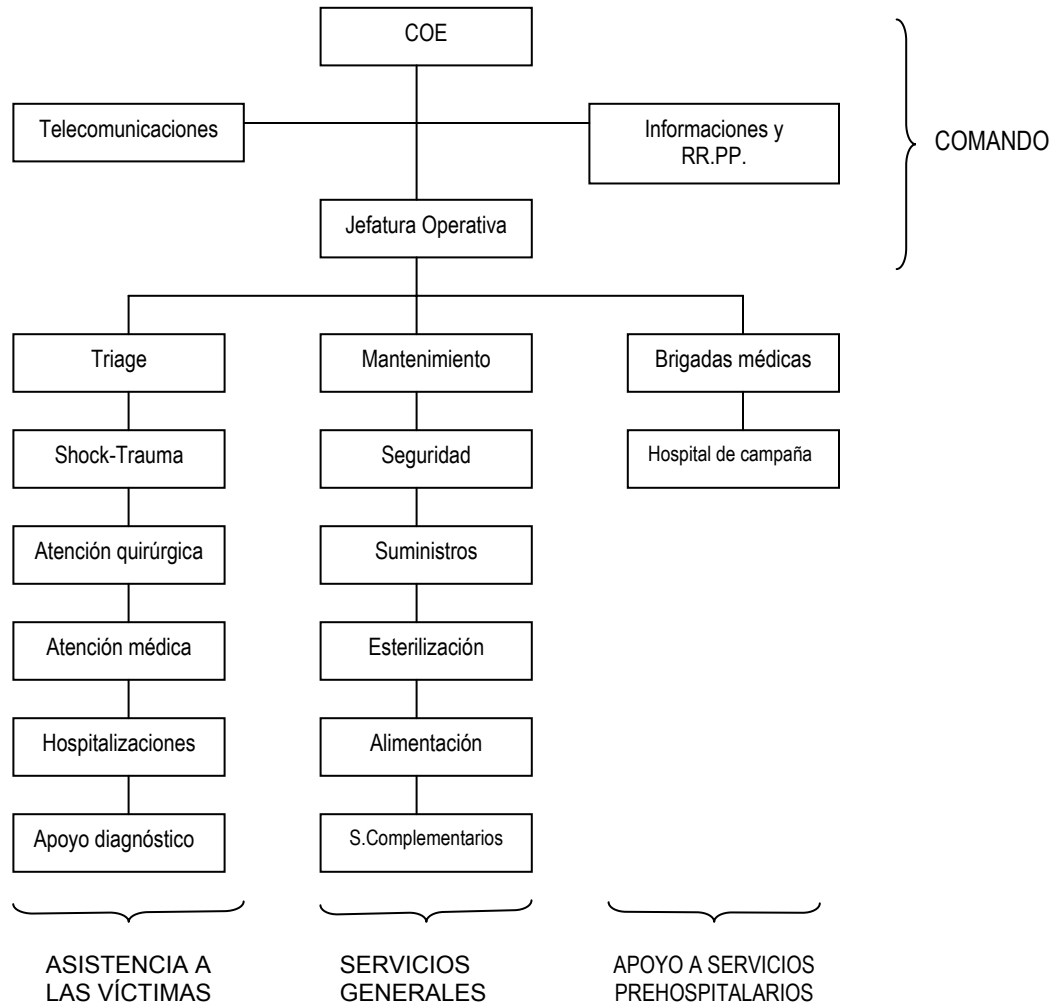 COE
Telecomunicaciones
Informaciones y
RR.PP.
COMANDO
Jefatura Operativa
Triage
Mantenimiento
Brigadas médicas
Shock-Trauma
Seguridad
Hospital de campaña
Atención quirúrgica
Suministros
Atención médica
Esterilización
Hospitalizaciones
Alimentación
Apoyo diagnóstico
S.Complementarios
ASISTENCIA A
LAS VÍCTIMAS
SERVICIOS
GENERALES
APOYO A SERVICIOS
PREHOSPITALARIOS